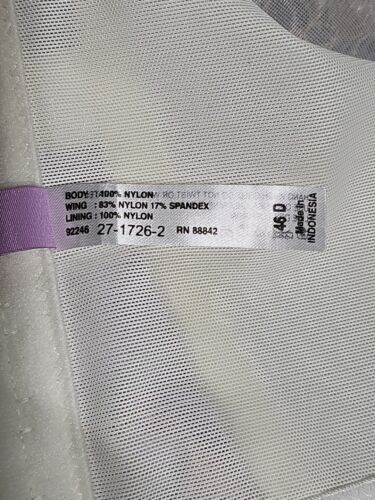 BODY : 100% NYLON
WING : 83% NYLON 17% SPANDEX
LINING : 100% NYLON
92246 27-1726-2 RN 88842
46 D
Made in
INDONESIA